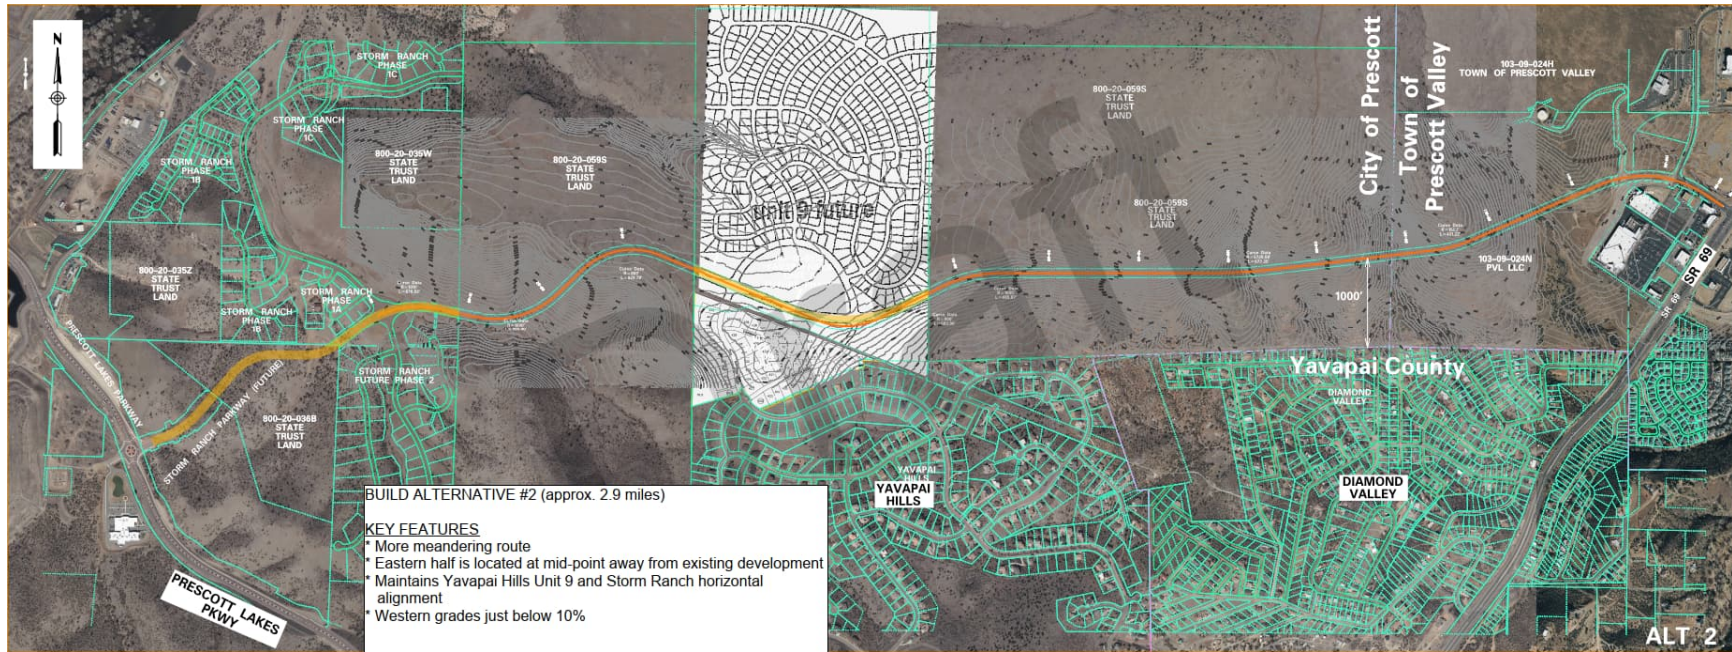 N
STORM RANCH
PHASE
1C
STORM RANCH
PHASE
1C
STORM RANCH
PHASE
1B
800-20-035W
STATE
TRUST
LAND
800-20-059S
STATE
TRUST
LAND
unit 9 future
800-20-059S
STATE
TRUST
LAND
800-20-059S
STATE
TRUST
LAND
City of Prescott
Town of
Prescott Valley
103-09-024H
TOWN OF PRESCOTT VALLEY
103-09-024N
PVL LLC
SR 69
SR 69
800-20-035Z
STATE
TRUST
LAND
STORM RANCH
PHASE
1A
STORM RANCH
PHASE
1B
PRESCOTT LAKES PARKWAY
STORM RANCH PARKWAY (FUTURE)
STORM RANCH
FUTURE PHASE 2
800-20-036B
STATE
TRUST
LAND
1000'
Yavapai County
DIAMOND
VALLEY
DIAMOND
VALLEY
YAVAPAI
HILLS
YAVAPAI
HILLS
PRESCOTT LAKES
PKWY
BUILD ALTERNATIVE #2 (approx. 2.9 miles)
KEY FEATURES
* More meandering route
* Eastern half is located at mid-point away from existing development
* Maintains Yavapai Hills Unit 9 and Storm Ranch horizontal
alignment
* Western grades just below 10%
ALT 2